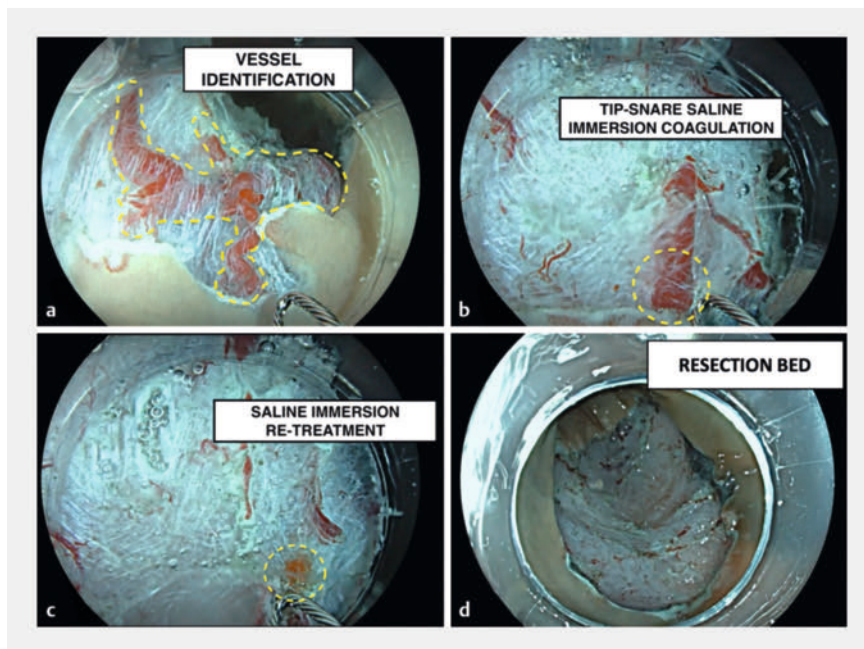 VESSEL
IDENTIFICATION
a
TIP-SNARE SALINE
IMMERSION COAGULATION
b
SALINE IMMERSION
RE-TREATMENT
c
RESECTION BED
d